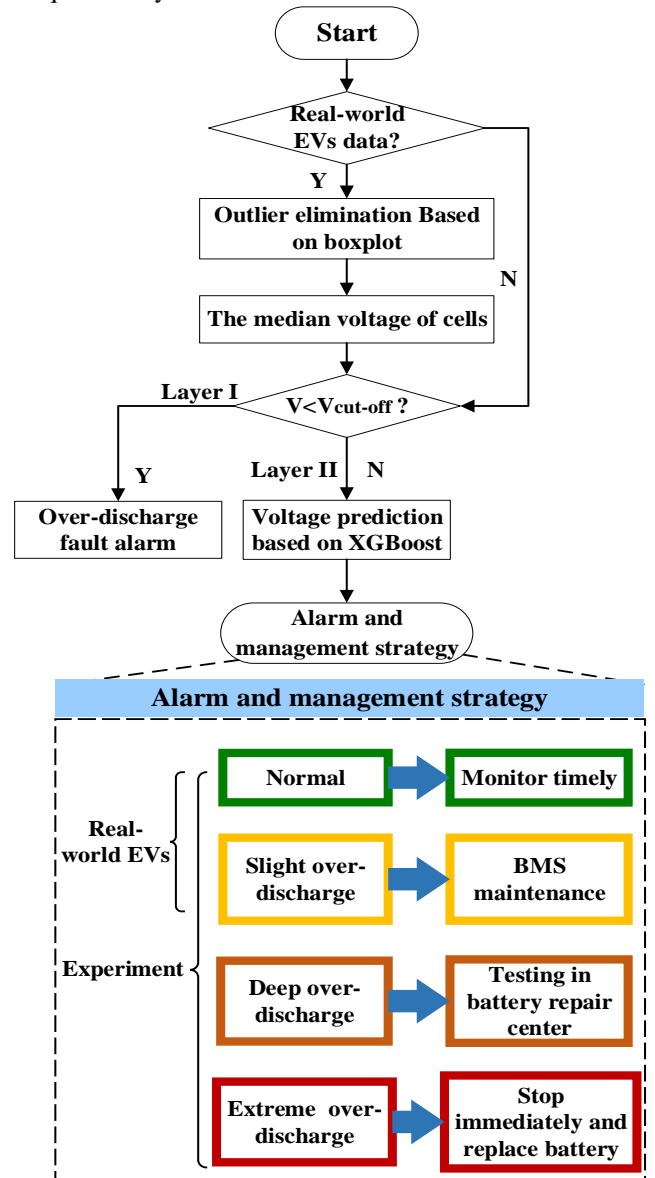 Start
Real-world
EVs data?
Y
N
Outlier elimination Based
on boxplot
The median voltage of cells
Layer I
V<Vcut-off ?
Y
Layer II
N
Over-discharge
fault alarm
Voltage prediction
based on XGBoost
Alarm and
management strategy
Alarm and management strategy
Real-
world EVs
Experiment
Normal
Monitor timely
Slight over-
discharge
BMS
maintenance
Deep over-
discharge
Testing in
battery repair
center
Extreme over-
discharge
Stop
immediately and
replace battery